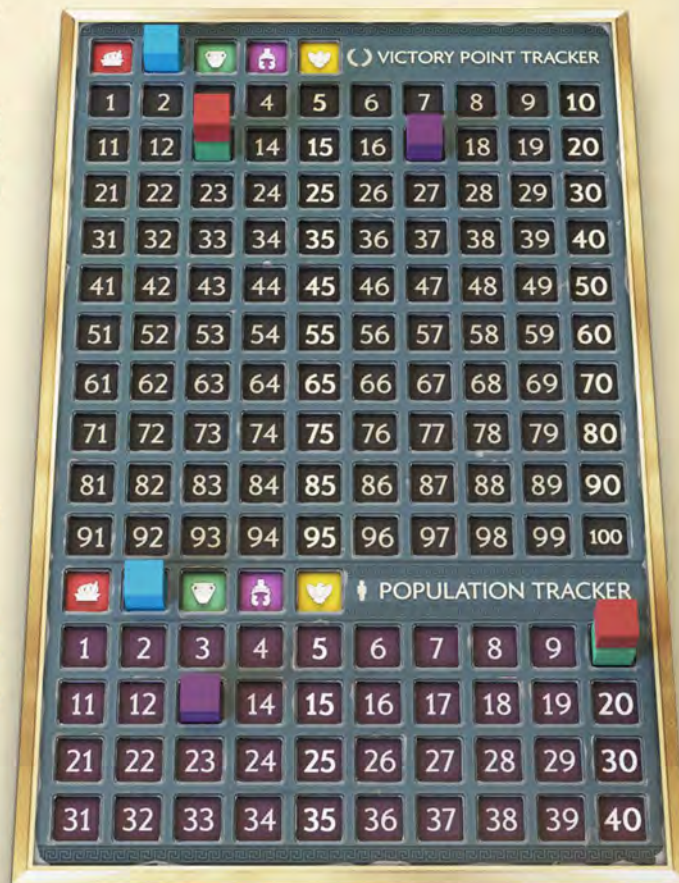 VICTORY POINT TRACKER
1 2 4 5 6 7 8 9 10
11 12 14 15 16 18 19 20
21 22 23 24 25 26 27 28 29 30
31 32 33 34 35 36 37 38 39 40
41 42 43 44 45 46 47 48 49 50
51 52 53 54 55 56 57 58 59 60
61 62 63 64 65 66 67 68 69 70
71 72 73 74 75 76 77 78 79 80
81 82 83 84 85 86 87 88 89 90
91 92 93 94 95 96 97 98 99 100
POPULATION TRACKER
1 2 3 4 5 6 7 8 9
11 12 14 15 16 17 18 19 20
21 22 23 24 25 26 27 28 29 30
31 32 33 34 35 36 37 38 39 40